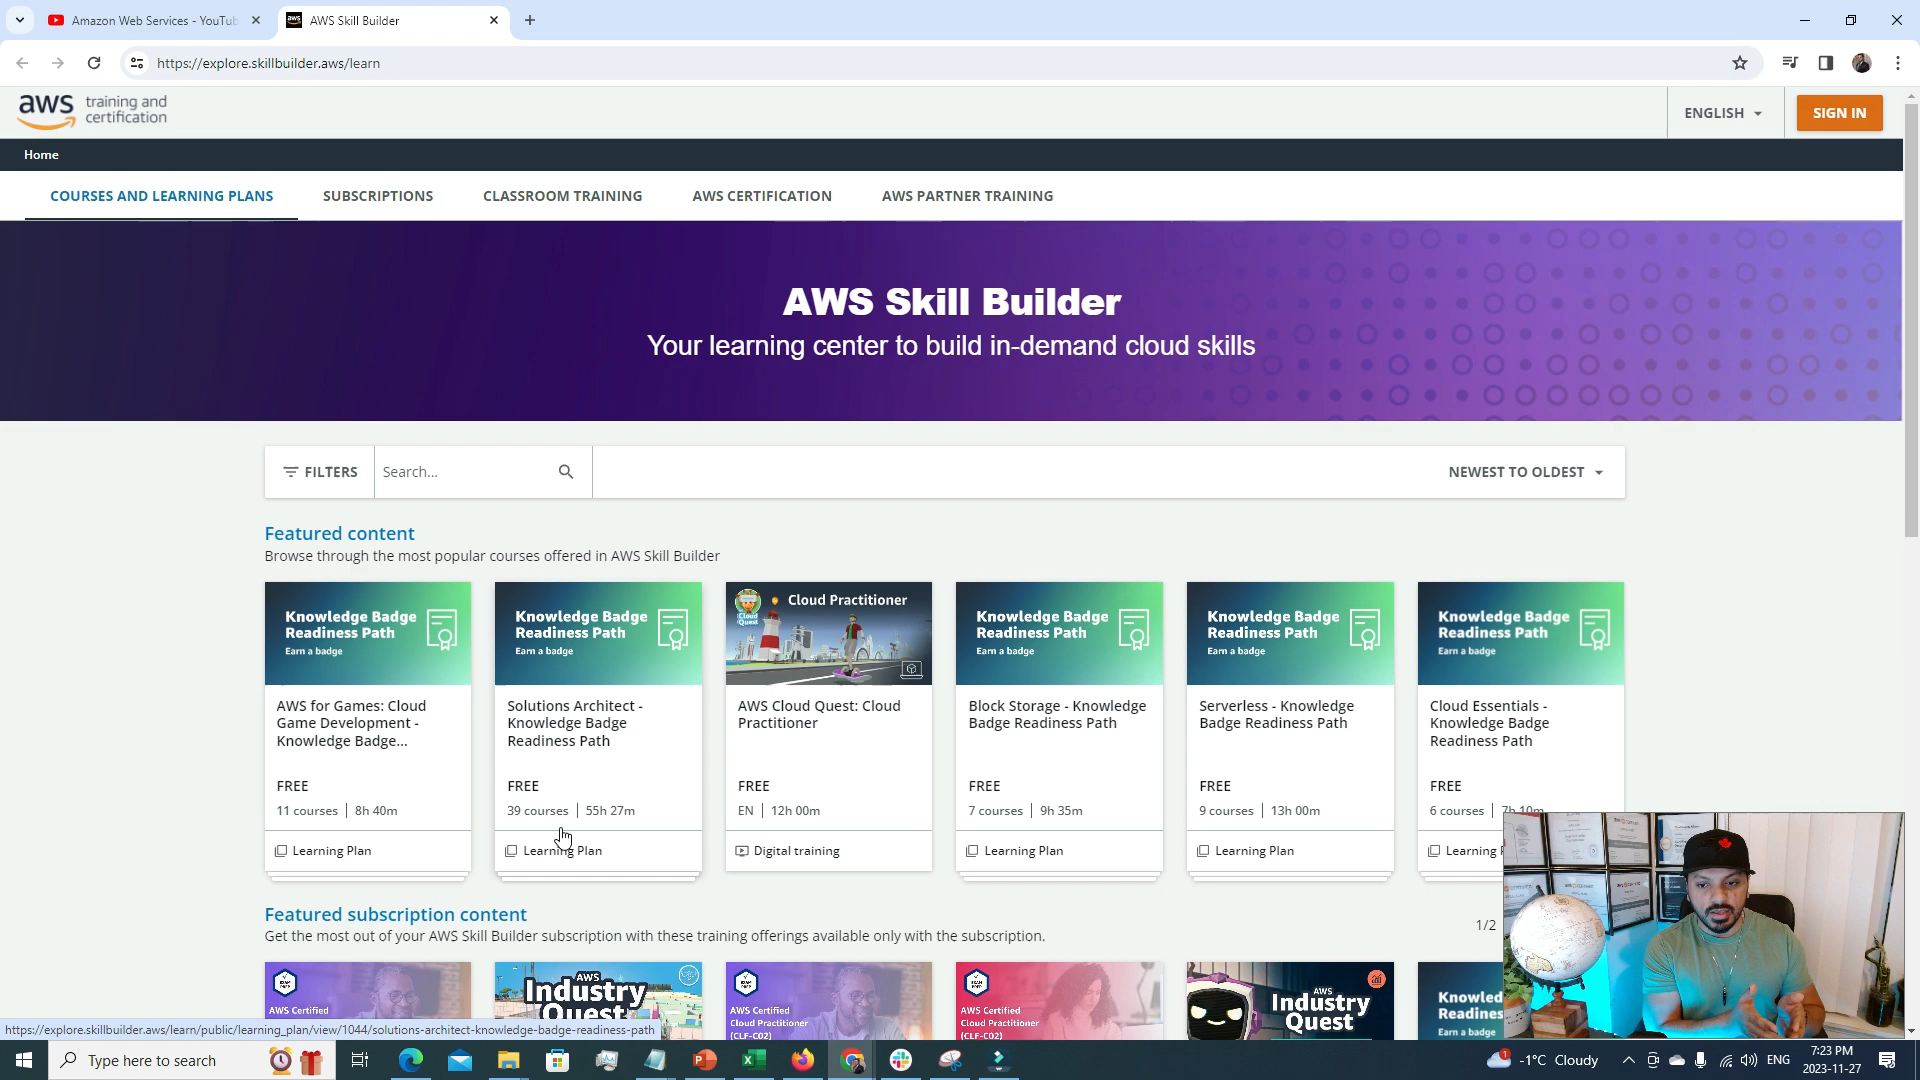 Amazon Web Services - YouTub
AWS Skill Builder
https://explore.skillbuilder.aws/learn
aws training and certification
ENGLISH
SIGN IN
Home
COURSES AND LEARNING PLANS
SUBSCRIPTIONS
CLASSROOM TRAINING
AWS CERTIFICATION
AWS PARTNER TRAINING
AWS Skill Builder
Your learning center to build in-demand cloud skills
FILTERS
Search...
NEWEST TO OLDEST
Featured content
Browse through the most popular courses offered in AWS Skill Builder
Knowledge Badge
Readiness Path
Earn a badge
AWS for Games: Cloud
Game Development -
Knowledge Badge...
FREE
11 courses | 8h 40m
Learning Plan
Knowledge Badge
Readiness Path
Earn a badge
Solutions Architect -
Knowledge Badge
Readiness Path
FREE
39 courses | 55h 27m
Learning Plan
Cloud Quest
Cloud Practitioner
AWS Cloud Quest: Cloud
Practitioner
FREE
EN | 12h 00m
Digital training
Knowledge Badge
Readiness Path
Earn a badge
Block Storage - Knowledge
Badge Readiness Path
FREE
7 courses | 9h 35m
Learning Plan
Knowledge Badge
Readiness Path
Earn a badge
Serverless - Knowledge
Badge Readiness Path
FREE
9 courses | 13h 00m
Learning Plan
Knowledge Badge
Readiness Path
Earn a badge
Cloud Essentials -
Knowledge Badge
Readiness Path
FREE
6 courses | 7h 10m
Learning
Featured subscription content
Get the most out of your AWS Skill Builder subscription with these training offerings available only with the subscription.
1/2
AWS Certified
AWS
Industry
Quest
AWS Certified
Cloud Practitioner
(CLF-C02)
AWS Certified
Cloud Practitioner
(CLF-C02)
AWS
Industry
Quest
Knowled
Readines
Earn a badge
https://explore.skillbuilder.aws/learn/public/learning_plan/view/1044/solutions-architect-knowledge-badge-readiness-path
Type here to search
1
-1°C Cloudy
ENG
7:23 PM
2023-11-27